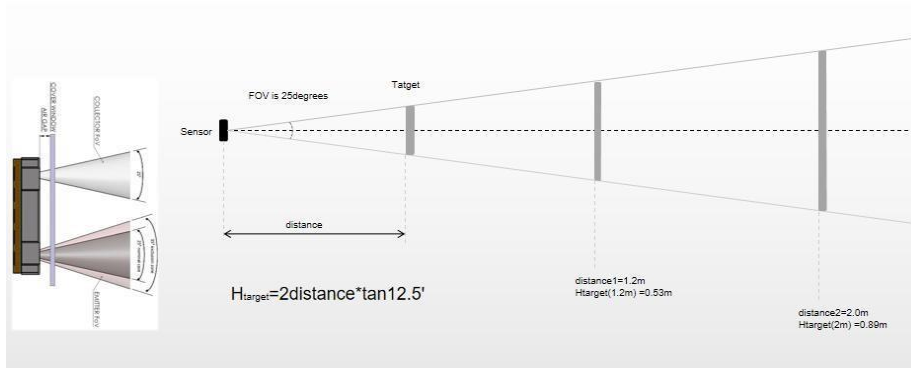 COVER WINDOW
AIR GAP
COLLECTOR FoV
EMITTER FoV
FOV is 25degrees
Tatget
Sensor
distance
Htarget=2distance*tan12.5'
distance1=1.2m
Htarget(1.2m) =0.53m
distance2=2.0m
Htarget(2m) =0.89m